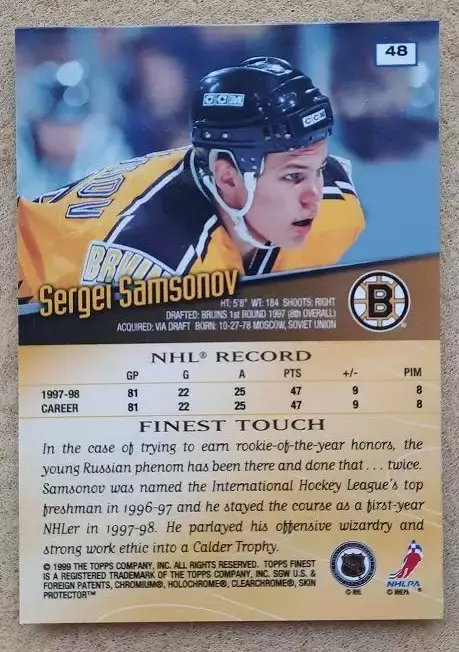 48
CCM
CCM
Sergei Samsonov
HT: 5'8" WT: 184 SHOOTS: RIGHT
DRAFTED: BRUINS 1st ROUND 1997 (8th OVERALL)
ACQUIRED: VIA DRAFT BORN: 10-27-78 MOSCOW, SOVIET UNION
B
NHL® RECORD
GP G A PTS +/- PIM
1997-98 81 22 25 47 9 8
CAREER 81 22 25 47 9 8
FINEST TOUCH
In the case of trying to earn rookie-of-the-year honors, the
young Russian phenom has been there and done that . . . twice.
Samsonov was named the International Hockey League's top
freshman in 1996-97 and he stayed the course as a first-year
NHLer in 1997-98. He parlayed his offensive wizardry and
strong work ethic into a Calder Trophy.
© 1999 THE TOPPS COMPANY, INC. ALL RIGHTS RESERVED. TOPPS FINEST
IS A REGISTERED TRADEMARK OF THE TOPPS COMPANY, INC. SGW U.S. &
FOREIGN PATENTS, CHROMIUM®, HOLOCHROME®, CLEARCHROME®, SKIN
PROTECTOR™
© NHL
NHLPA
© NHLPA